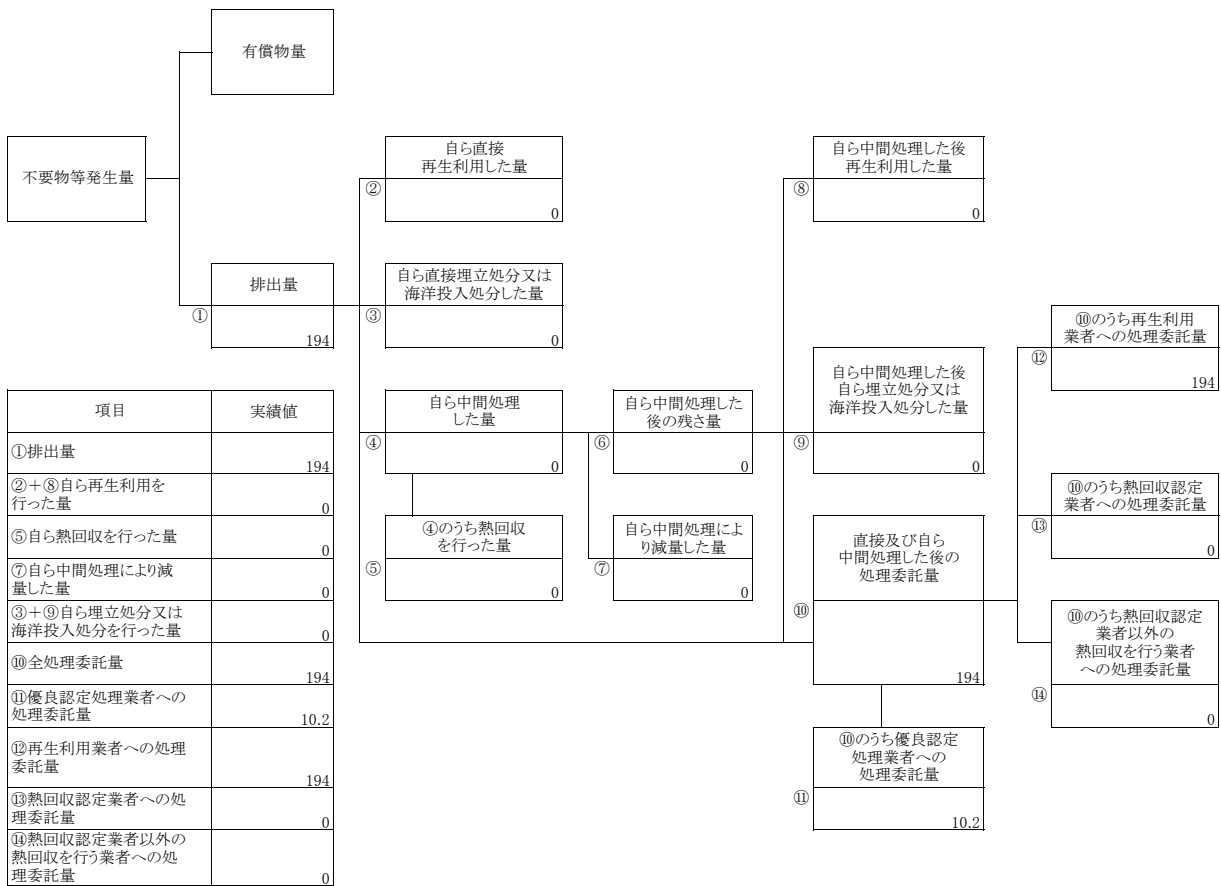 有償物量
不要物等発生量
排出量
①
194
自ら直接
再生利用した量
②
0
自ら直接埋立処分又は
海洋投入処分した量
③
0
自ら中間処理
した量
④
0
④のうち熱回収
を行った量
⑤
0
自ら中間処理した
後の残さ量
⑥
0
自ら中間処理によ
り減量した量
⑦
0
自ら中間処理した後
再生利用した量
⑧
0
自ら中間処理した後
自ら埋立処分又は
海洋投入処分した量
⑨
0
直接及び自ら
中間処理した後の
処理委託量
⑩
194
⑩のうち優良認定
処理業者への
処理委託量
⑪
10.2
⑩のうち再生利用
業者への処理委託量
⑫
194
⑩のうち熱回収認定
業者への処理委託量
⑬
0
⑩のうち熱回収認定
業者以外の
熱回収を行う業者
への処理委託量
⑭
0
項目 実績値
①排出量
194
②＋⑧自ら再生利用を
行った量
0
⑤自ら熱回収を行った量
0
⑦自ら中間処理により減
量した量
0
③＋⑨自ら埋立処分又は
海洋投入処分を行った量
0
⑩全処理委託量
194
⑪優良認定処理業者への
処理委託量
10.2
⑫再生利用業者への処理
委託量
194
⑬熱回収認定業者への処
理委託量
0
⑭熱回収認定業者以外の
熱回収を行う業者への処
理委託量
0